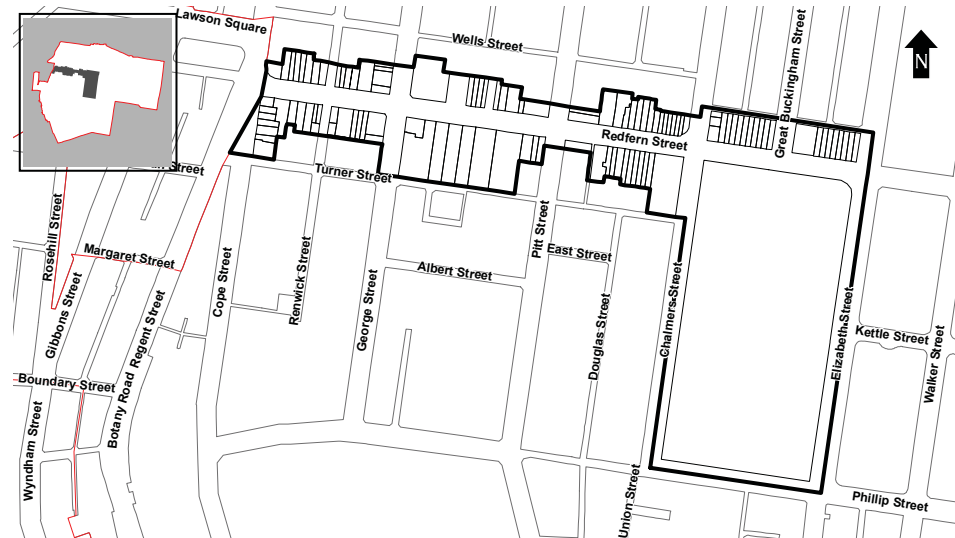 Lawson Square
Wells Street
Great Buckingham Street
N
Redfern Street
Street
Turner Street
Rosehill Street
Margaret Street
Pitt Street
East Street
Albert Street
Cope Street
Renwick Street
George Street
Gibbons Street
Regent Street
Botany Road
Douglas Street
Chalmers Street
Elizabeth Street
Kettle Street
Walker Street
Boundary Street
Wyndham Street
Union Street
Phillip Street